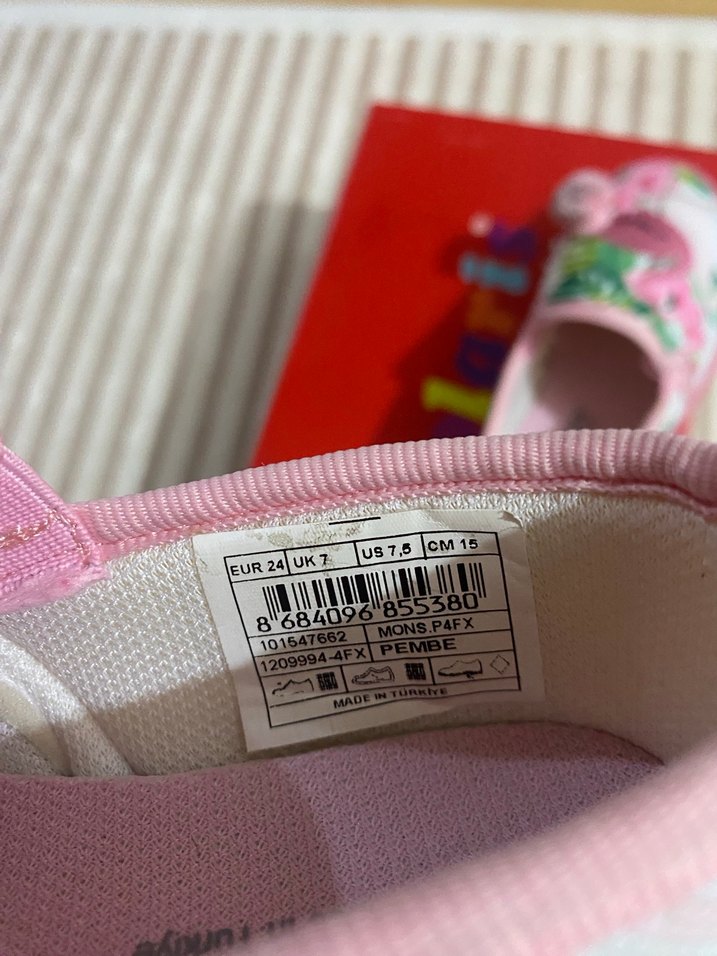 laris
EUR 24 UK 7 US 7,5 CM 15
8 684096 855380
101547662 MONS.P4FX
1209994-4FX PEMBE
MADE IN TÜRKİYE